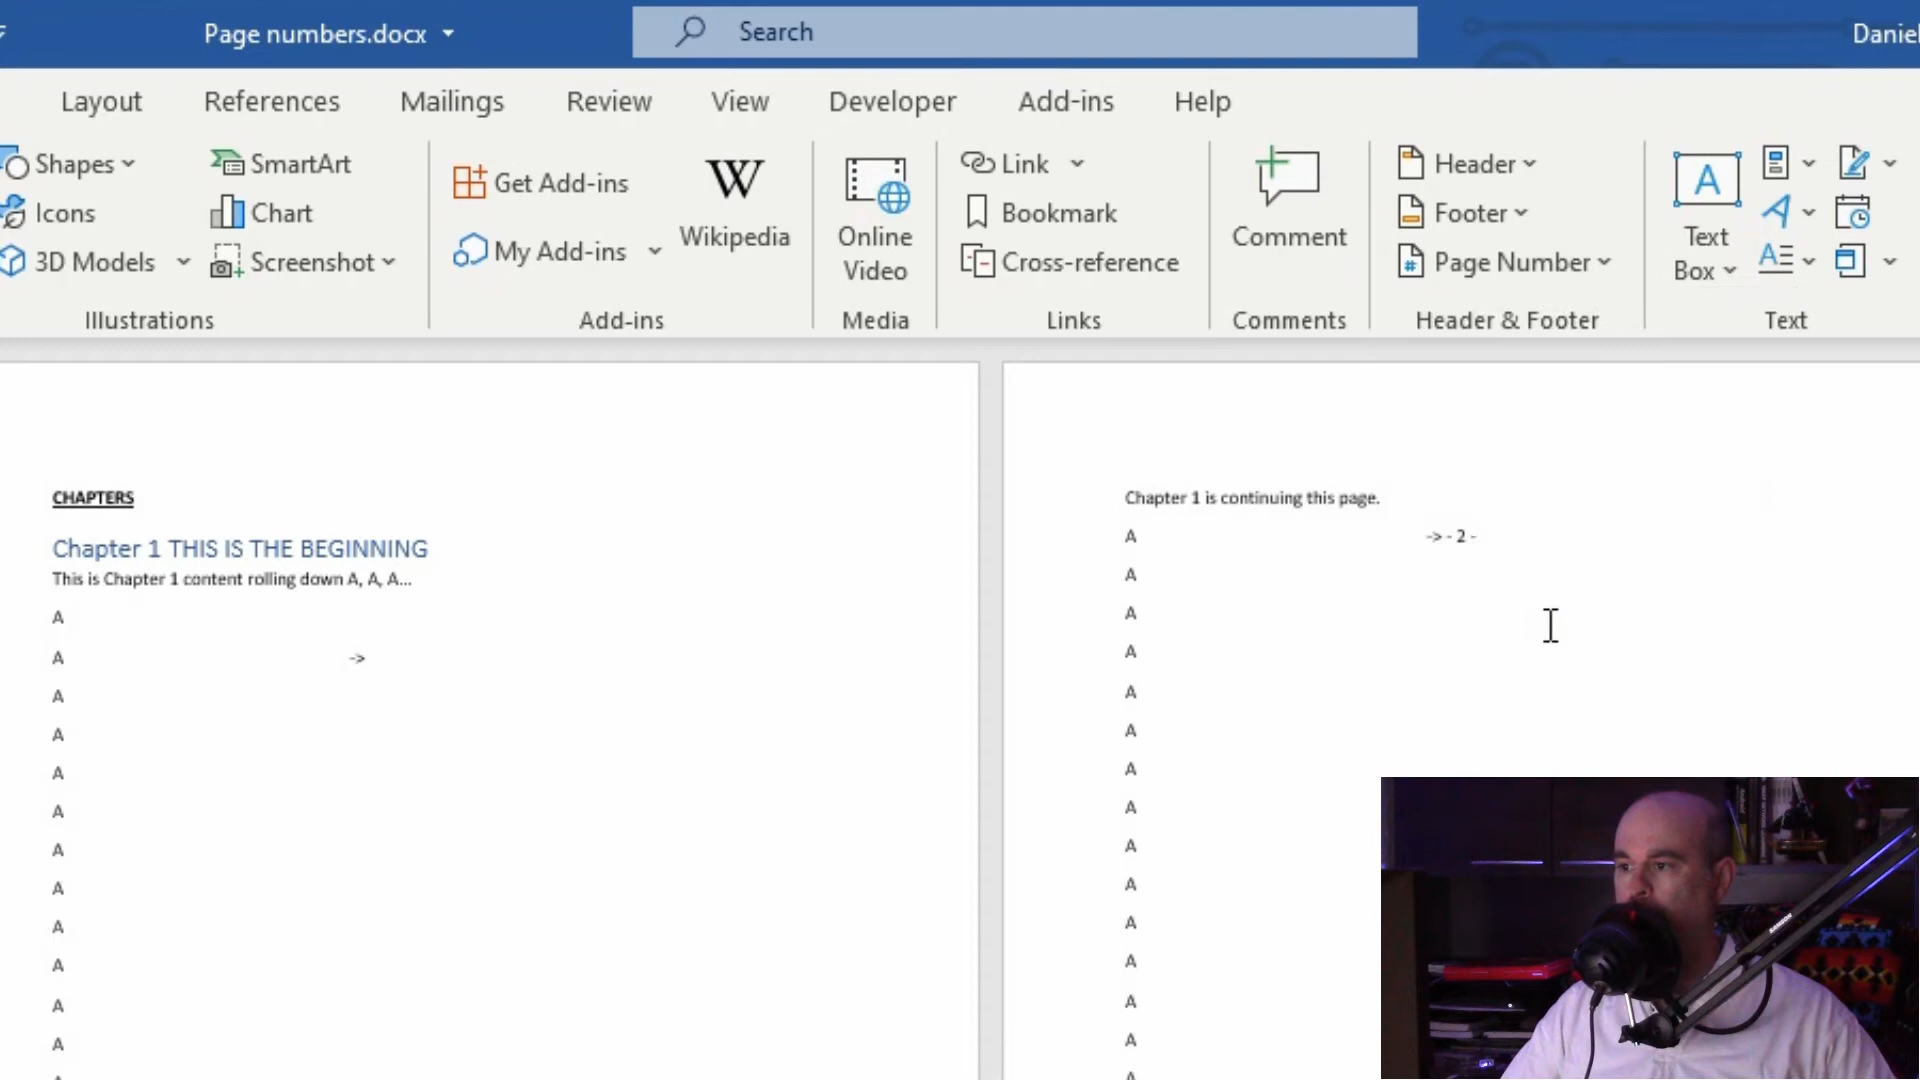 Page numbers.docx
Search
Daniel
Layout References Mailings Review View Developer Add-ins Help
Shapes
Icons
3D Models
SmartArt
Chart
Screenshot
Illustrations
Get Add-ins
My Add-ins
W
Wikipedia
Add-ins
Online
Video
Media
Link
Bookmark
Cross-reference
Links
Comment
Comments
Header
Footer
Page Number
Header & Footer
A
Text
Box
Text
CHAPTERS
Chapter 1 THIS IS THE BEGINNING
This is Chapter 1 content rolling down A, A, A...
A
A ->
A
A
A
A
A
A
A
A
A
A
Chapter 1 is continuing this page.
A -> - 2 -
A
A
A
A
A
A
A
A
A
A
A
A
A
SAMSON